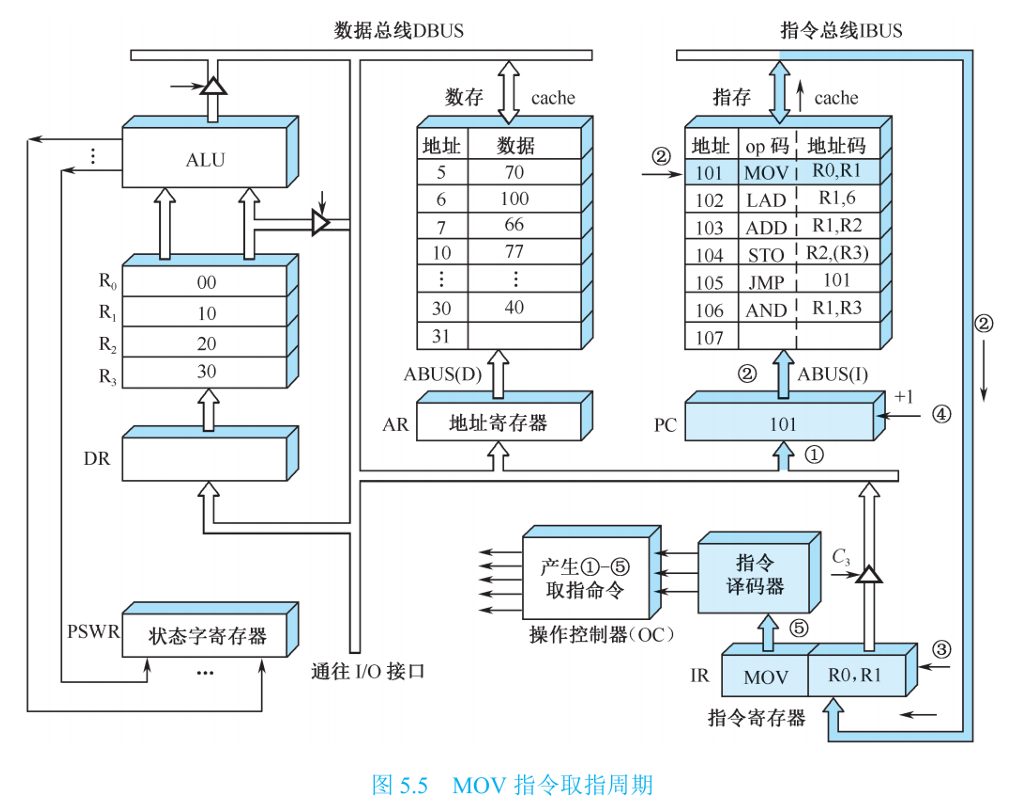 数据总线DBUS
指令总线IBUS
数存
cache
指存
cache
ALU
⋮
地址 数据
5 70
6 100
7 66
10 77
⋮ ⋮
30 40
31
②
地址 op 码 地址码
101 MOV R0,R1
102 LAD R1,6
103 ADD R1,R2
104 STO R2,(R3)
105 JMP 101
106 AND R1,R3
107
②
R0 00
R1 10
R2 20
R3 30
ABUS(D)
② ABUS(I)
AR 地址寄存器
PC 101
+1
④
①
DR
产生①-⑤
取指命令
操作控制器(OC)
指令
译码器
C3
⑤
③
PSWR 状态字寄存器
···
通往 I/O 接口
IR MOV R0,R1
指令寄存器
图 5.5 MOV 指令取指周期